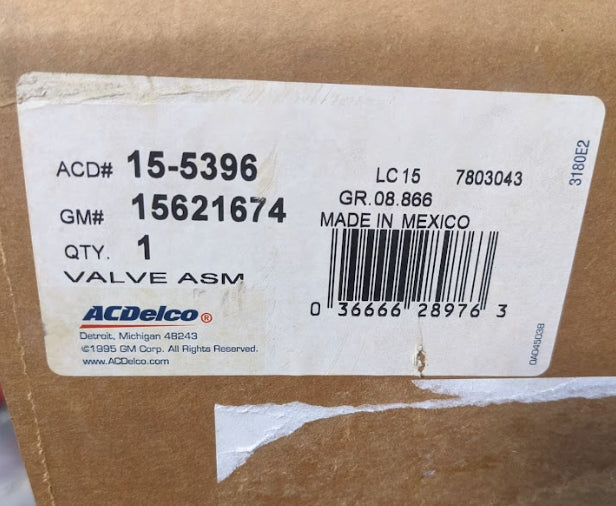 ACD# 15-5396
GM# 15621674
QTY. 1
VALVE ASM
ACDelco®
Detroit, Michigan 48243
©1995 GM Corp. All Rights Reserved.
www.ACDelco.com
LC 15 7803043
GR. 08.866
MADE IN MEXICO
0 36666 28976 3
3180E2
0AD4503B